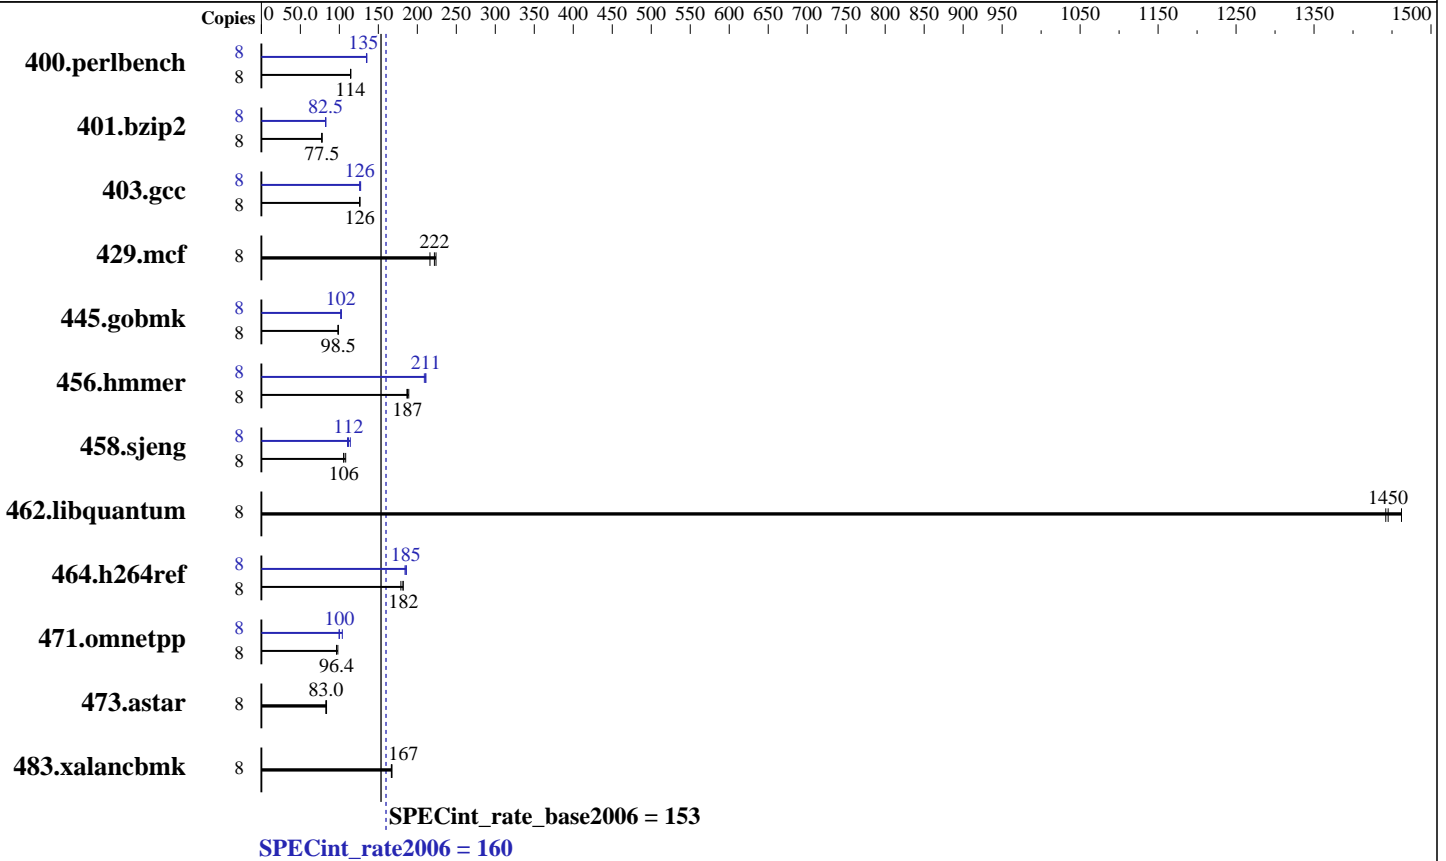 Copies 0 50.0 100 150 200 250 300 350 400 450 500 550 600 650 700 750 800 850 900 950 1050 1150 1250 1350 1500
400.perlbench 8 135
8 114
401.bzip2 8 82.5
8 77.5
403.gcc 8 126
8 126
429.mcf 8 222
445.gobmk 8 102
8 98.5
456.hmmer 8 211
8 187
458.sjeng 8 112
8 106
462.libquantum 8 1450
464.h264ref 8 185
8 182
471.omnetpp 8 100
8 96.4
473.astar 8 83.0
483.xalancbmk 8 167
SPECint_rate_base2006 = 153
SPECint_rate2006 = 160